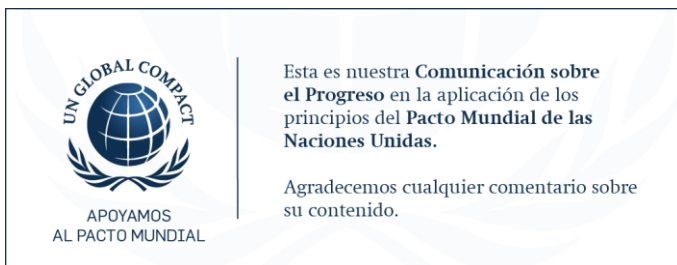 UN GLOBAL COMPACT
APOYAMOS
AL PACTO MUNDIAL
Esta es nuestra Comunicación sobre
el Progreso en la aplicación de los
principios del Pacto Mundial de las
Naciones Unidas.
Agradecemos cualquier comentario sobre
su contenido.